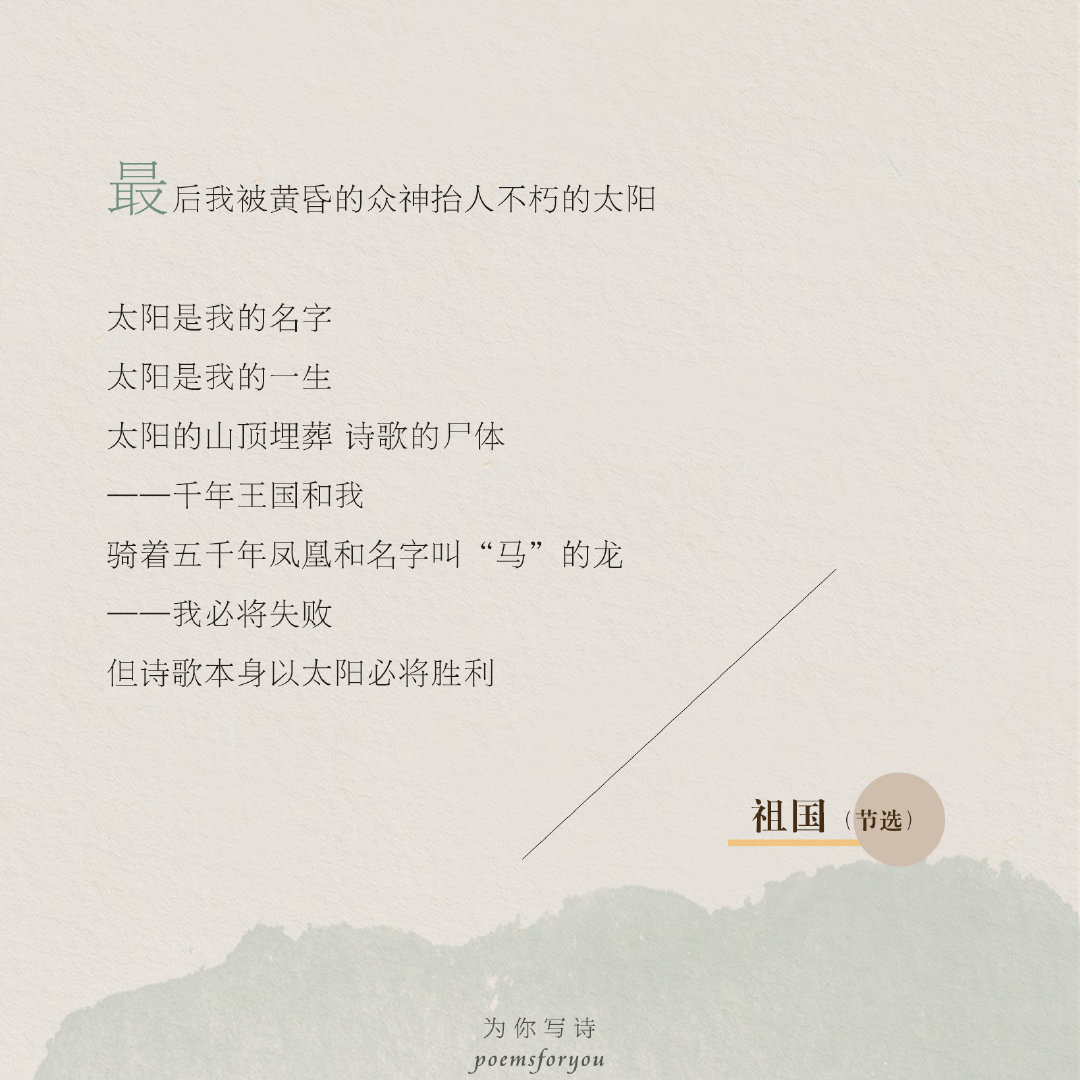 最后我被黄昏的众神抬人不朽的太阳
太阳是我的名字
太阳是我的一生
太阳的山顶埋葬 诗歌的尸体
——千年王国和我
骑着五千年凤凰和名字叫“马”的龙
——我必将失败
但诗歌本身以太阳必将胜利
祖国（节选）
为你写诗
poemsforyou